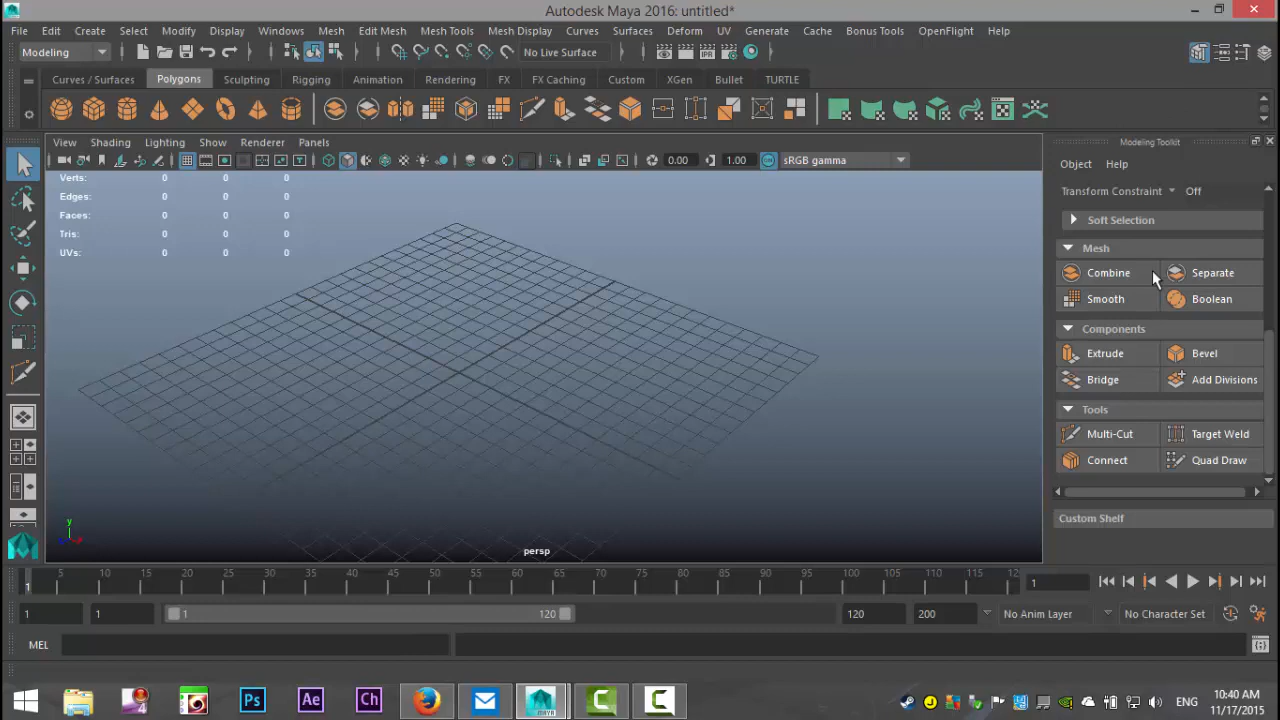 Autodesk Maya 2016: untitled*
File Edit Create Select Modify Display Windows Mesh Edit Mesh Mesh Tools Mesh Display Curves Surfaces Deform UV Generate Cache Bonus Tools OpenFlight Help
Modeling No Live Surface
Curves / Surfaces Polygons Sculpting Rigging Animation Rendering FX FX Caching Custom XGen Bullet TURTLE
View Shading Lighting Show Renderer Panels
0.00 1.00 sRGB gamma
Verts: 0 0 0
Edges: 0 0 0
Faces: 0 0 0
Tris: 0 0 0
UVs: 0 0 0
y
persp
Modeling Toolkit
Object Help
Transform Constraint Off
Soft Selection
Mesh
Combine Separate
Smooth Boolean
Components
Extrude Bevel
Bridge Add Divisions
Tools
Multi-Cut Target Weld
Connect Quad Draw
Custom Shelf
1 5 10 15 20 25 30 35 40 45 50 55 60 65 70 75 80 85 90 95 100 105 110 115 12 1
1 1 1 120 120 200 No Anim Layer No Character Set
MEL
Ps Ae Ch MAYA ENG 10:40 AM
11/17/2015